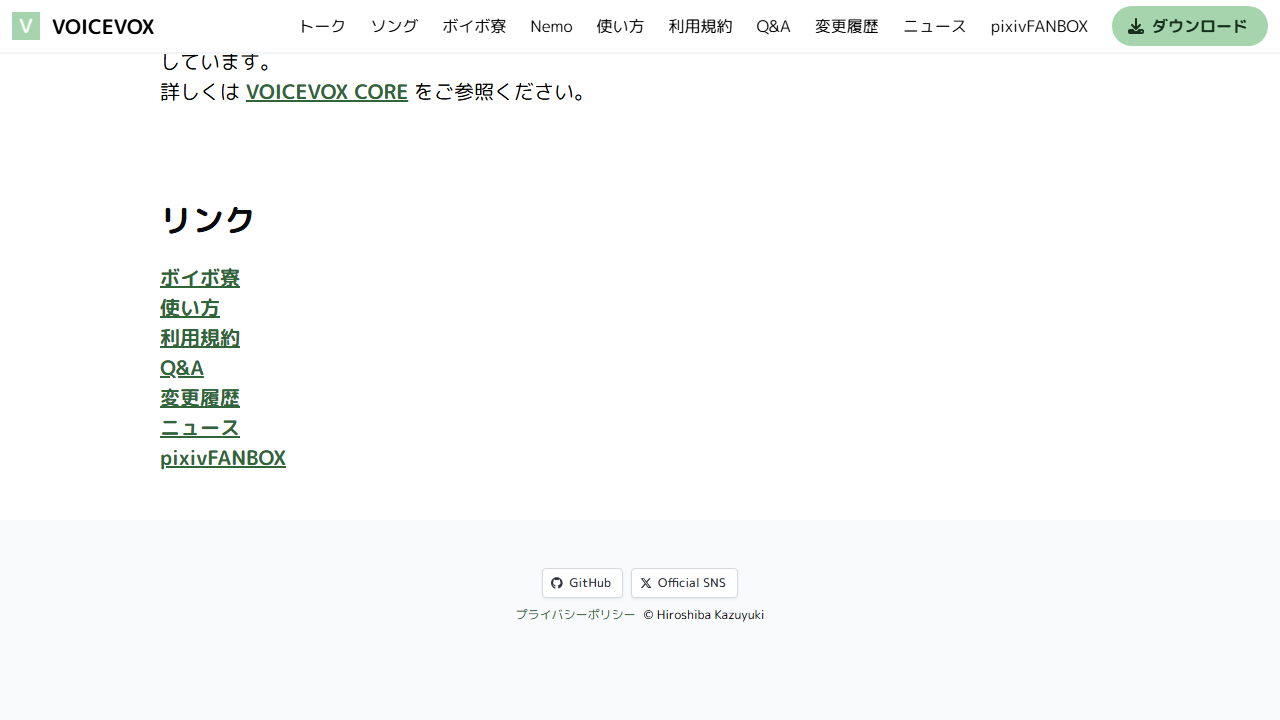 V VOICEVOX トーク ソング ボイボ寮 Nemo 使い方 利用規約 Q&A 変更履歴 ニュース pixivFANBOX ダウンロード
しています。
詳しくは VOICEVOX CORE をご参照ください。
リンク
ボイボ寮
使い方
利用規約
Q&A
変更履歴
ニュース
pixivFANBOX
GitHub Official SNS
プライバシーポリシー © Hiroshiba Kazuyuki